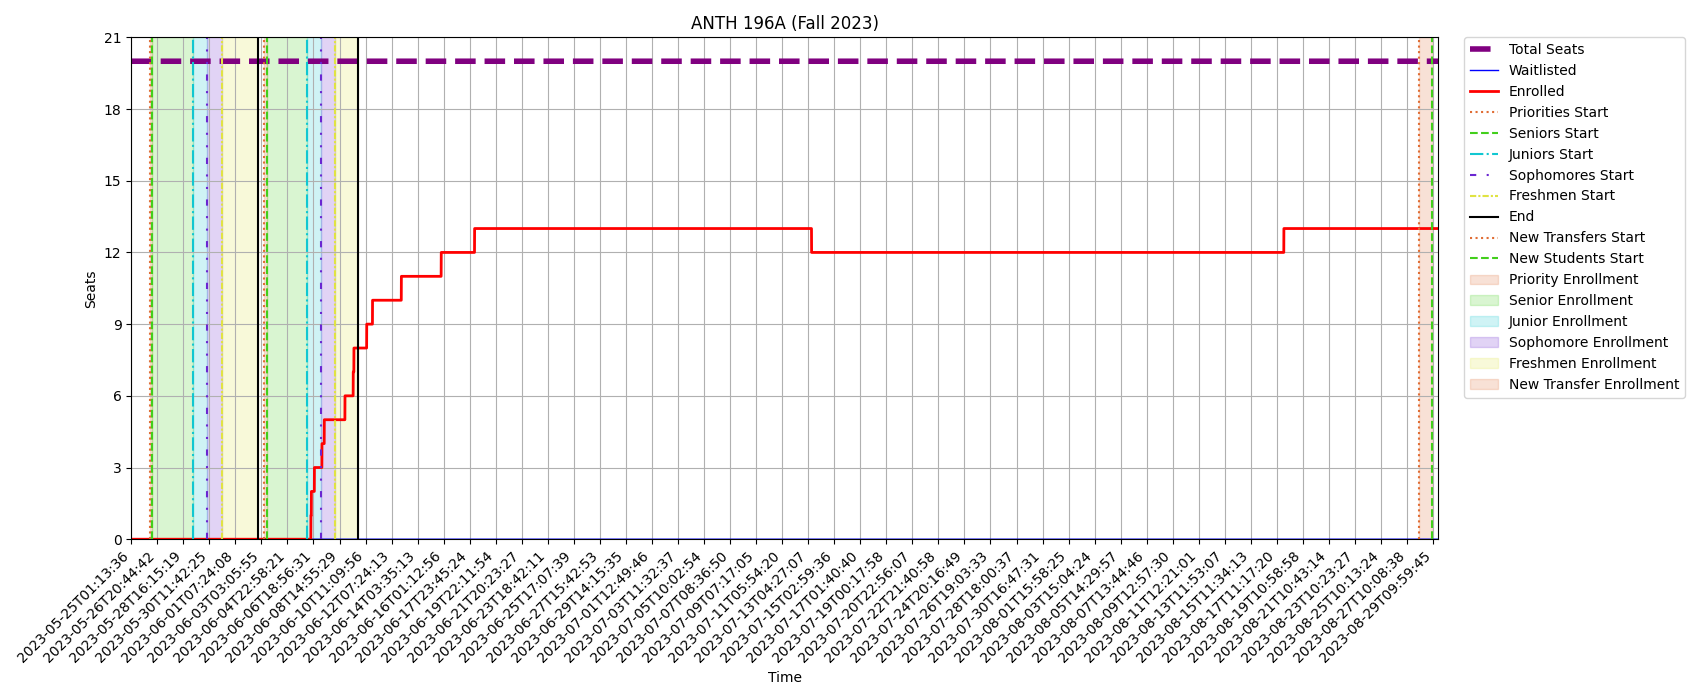 ANTH 196A (Fall 2023)
21
18
15
12
9
6
3
0
Seats
2023-05-25T01:13:36
2023-05-26T20:44:42
2023-05-28T16:15:19
2023-05-30T11:42:25
2023-06-01T07:24:08
2023-06-03T03:05:55
2023-06-04T22:58:21
2023-06-06T18:56:31
2023-06-08T14:55:29
2023-06-10T11:09:56
2023-06-12T07:24:13
2023-06-14T03:35:13
2023-06-16T01:12:56
2023-06-17T23:45:24
2023-06-19T22:11:54
2023-06-21T20:23:27
2023-06-23T18:42:11
2023-06-25T17:07:39
2023-06-27T15:42:53
2023-06-29T14:15:35
2023-07-01T12:49:46
2023-07-03T11:32:37
2023-07-05T10:02:54
2023-07-07T08:36:50
2023-07-09T07:17:05
2023-07-11T05:54:20
2023-07-13T04:27:07
2023-07-15T02:59:36
2023-07-17T01:40:40
2023-07-19T00:17:58
2023-07-20T22:56:07
2023-07-22T21:40:58
2023-07-24T20:16:49
2023-07-26T19:03:33
2023-07-28T18:00:37
2023-07-30T16:47:31
2023-08-01T15:58:25
2023-08-03T15:04:24
2023-08-05T14:29:57
2023-08-07T13:44:46
2023-08-09T12:57:30
2023-08-11T12:21:01
2023-08-13T11:53:07
2023-08-15T11:34:13
2023-08-17T11:17:20
2023-08-19T10:58:58
2023-08-21T10:43:14
2023-08-23T10:23:27
2023-08-25T10:13:24
2023-08-27T10:08:38
2023-08-29T09:59:45
Time
Total Seats
Waitlisted
Enrolled
Priorities Start
Seniors Start
Juniors Start
Sophomores Start
Freshmen Start
End
New Transfers Start
New Students Start
Priority Enrollment
Senior Enrollment
Junior Enrollment
Sophomore Enrollment
Freshmen Enrollment
New Transfer Enrollment